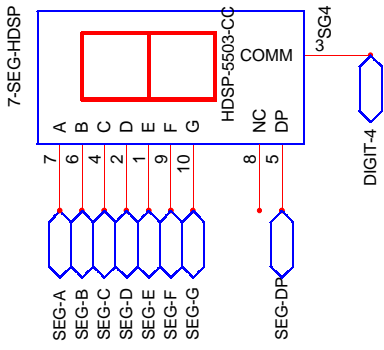 7-SEG-HDSP
HDSP-5503-CC
SG4
COMM
3
A
B
C
D
E
F
G
NC
DP
7
6
4
2
1
9
10
8
5
DIGIT-4
SEG-A
SEG-B
SEG-C
SEG-D
SEG-E
SEG-F
SEG-G
SEG-DP